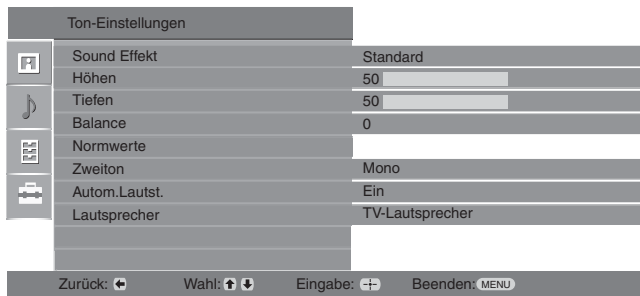 Ton-Einstellungen
Sound Effekt Standard
Höhen 50
Tiefen 50
Balance 0
Normwerte
Zweiton Mono
Autom.Lautst. Ein
Lautsprecher TV-Lautsprecher
Zurück: Wahl: Eingabe: Beenden: MENU